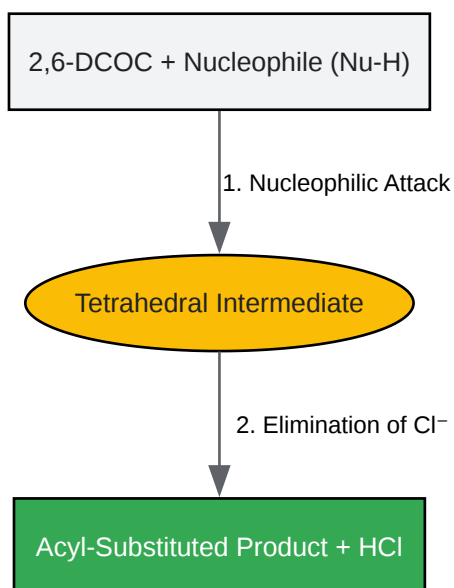 2,6-DCOC + Nucleophile (Nu-H)
1. Nucleophilic Attack
Tetrahedral Intermediate
2. Elimination of Cl⁻
Acyl-Substituted Product + HCl